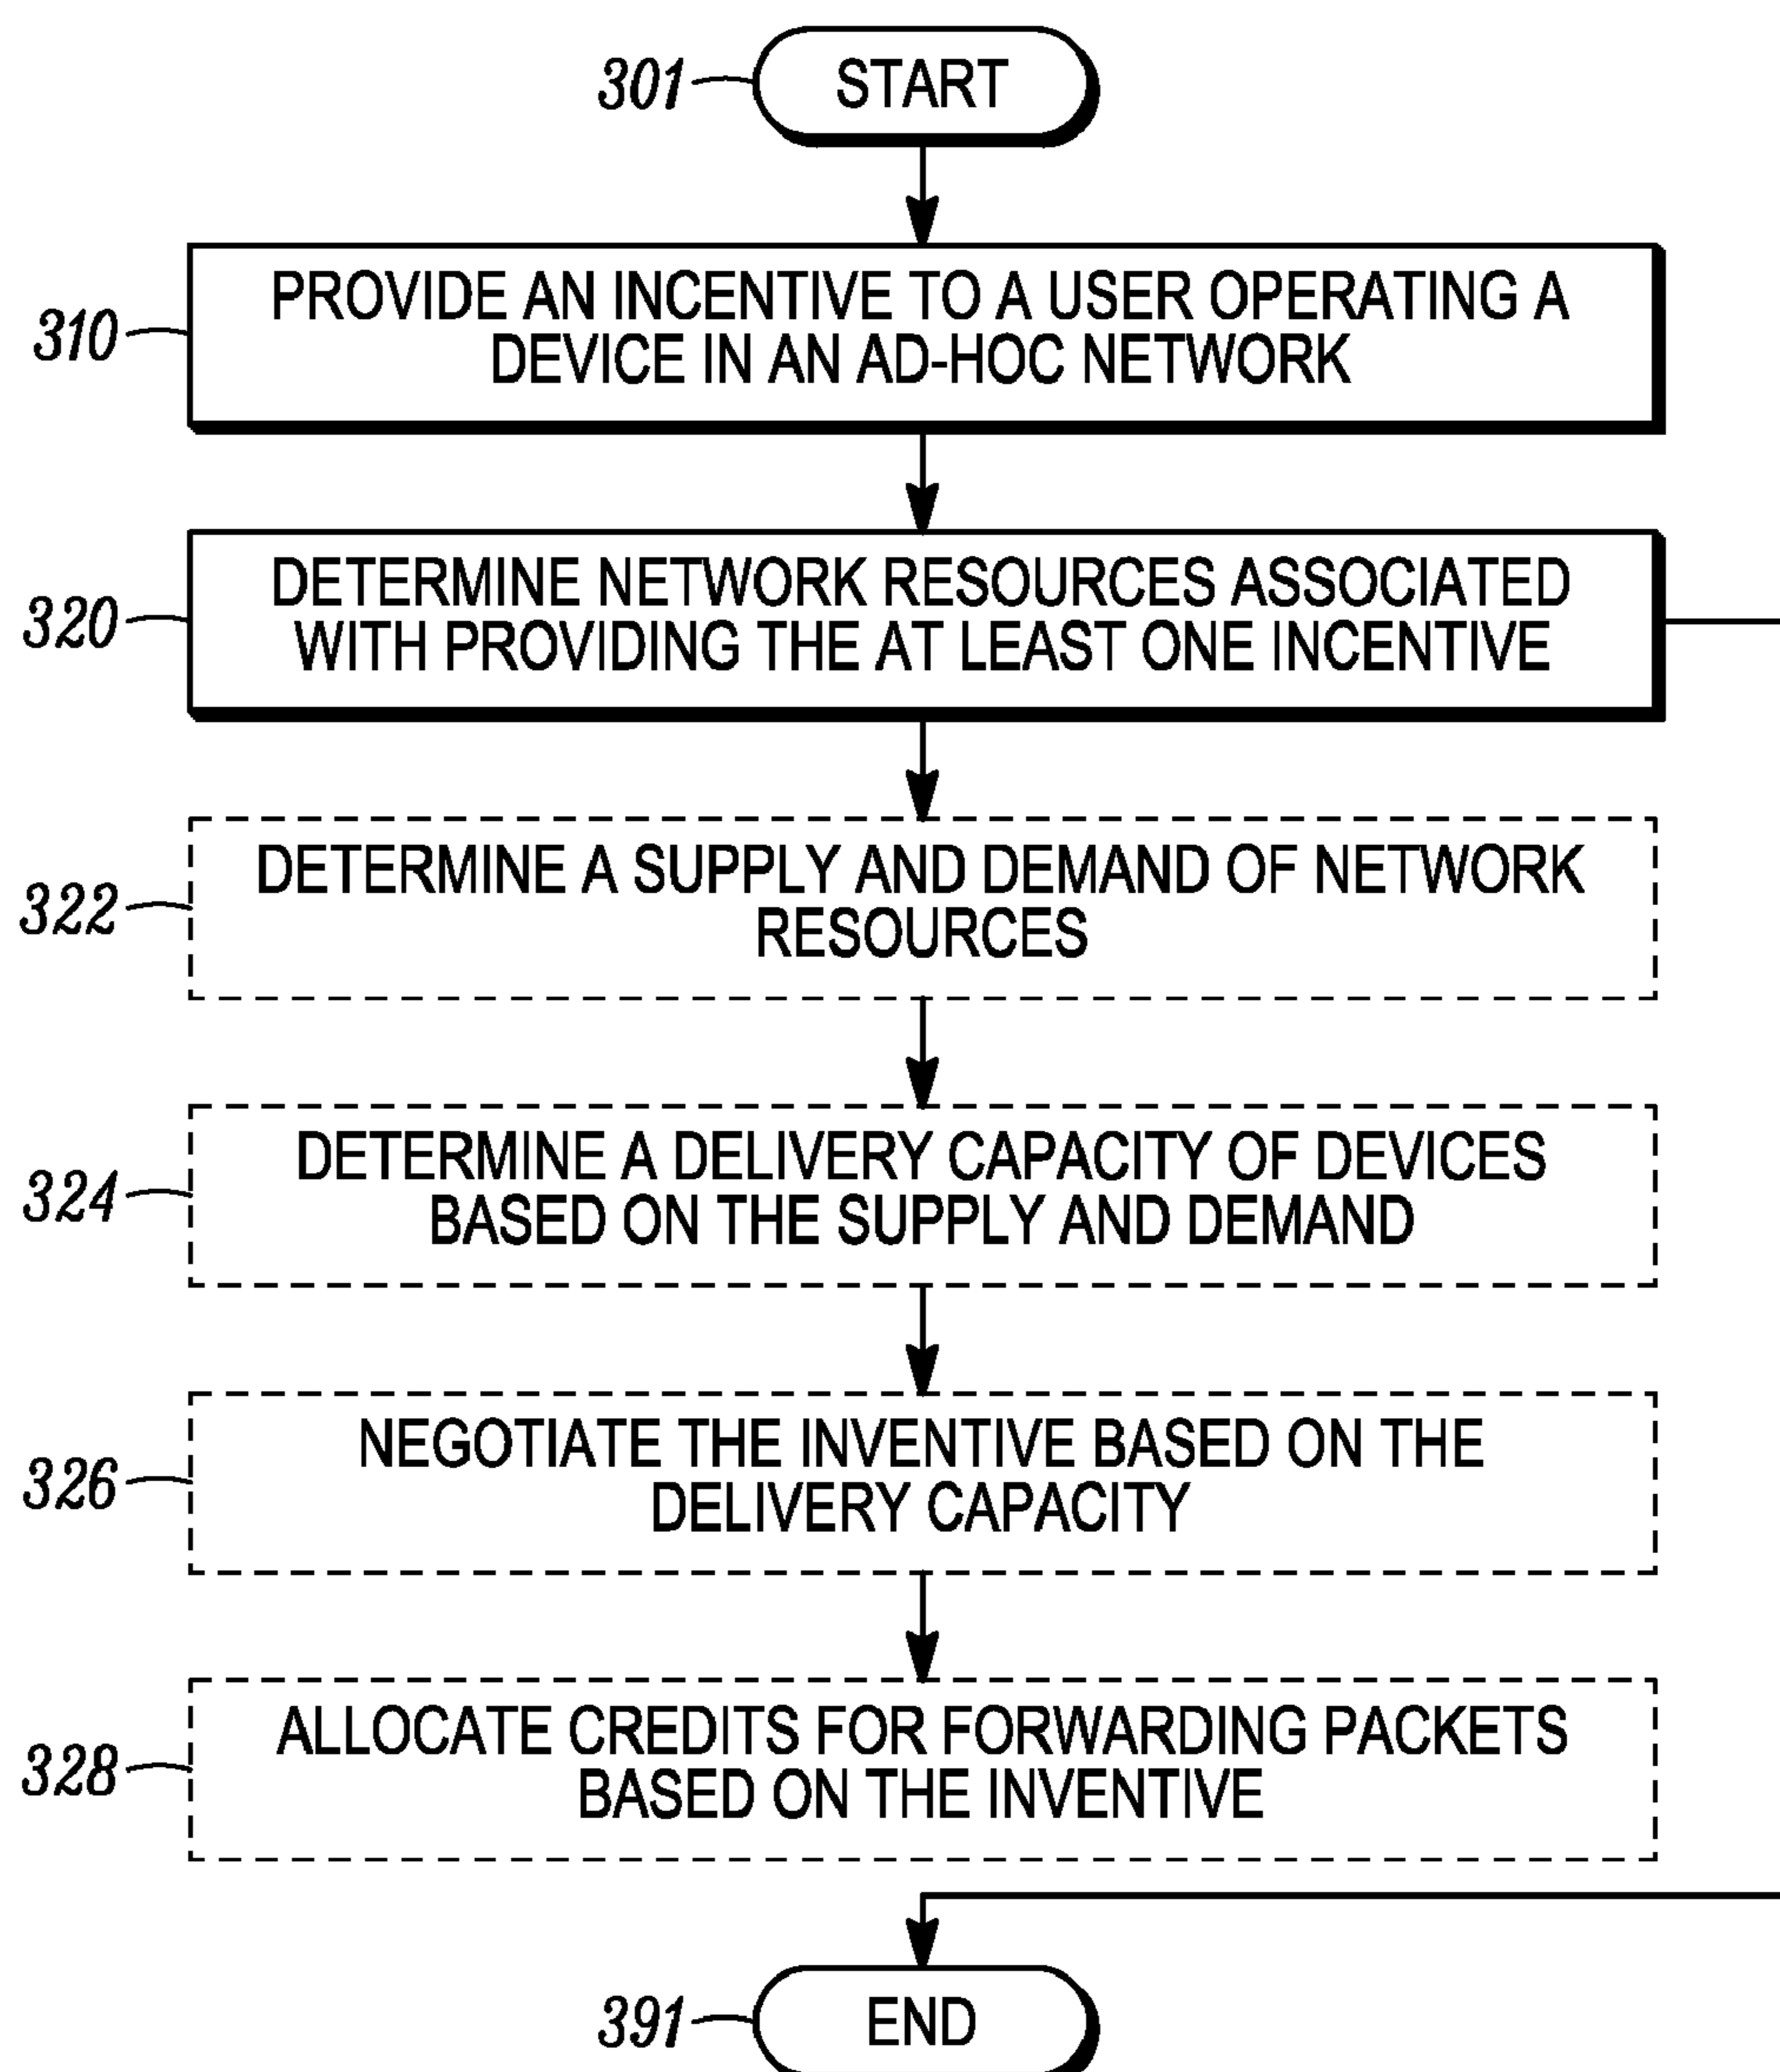 301
START
310
PROVIDE AN INCENTIVE TO A USER OPERATING A
DEVICE IN AN AD-HOC NETWORK
320
DETERMINE NETWORK RESOURCES ASSOCIATED
WITH PROVIDING THE AT LEAST ONE INCENTIVE
322
DETERMINE A SUPPLY AND DEMAND OF NETWORK
RESOURCES
324
DETERMINE A DELIVERY CAPACITY OF DEVICES
BASED ON THE SUPPLY AND DEMAND
326
NEGOTIATE THE INVENTIVE BASED ON THE
DELIVERY CAPACITY
328
ALLOCATE CREDITS FOR FORWARDING PACKETS
BASED ON THE INVENTIVE
391
END